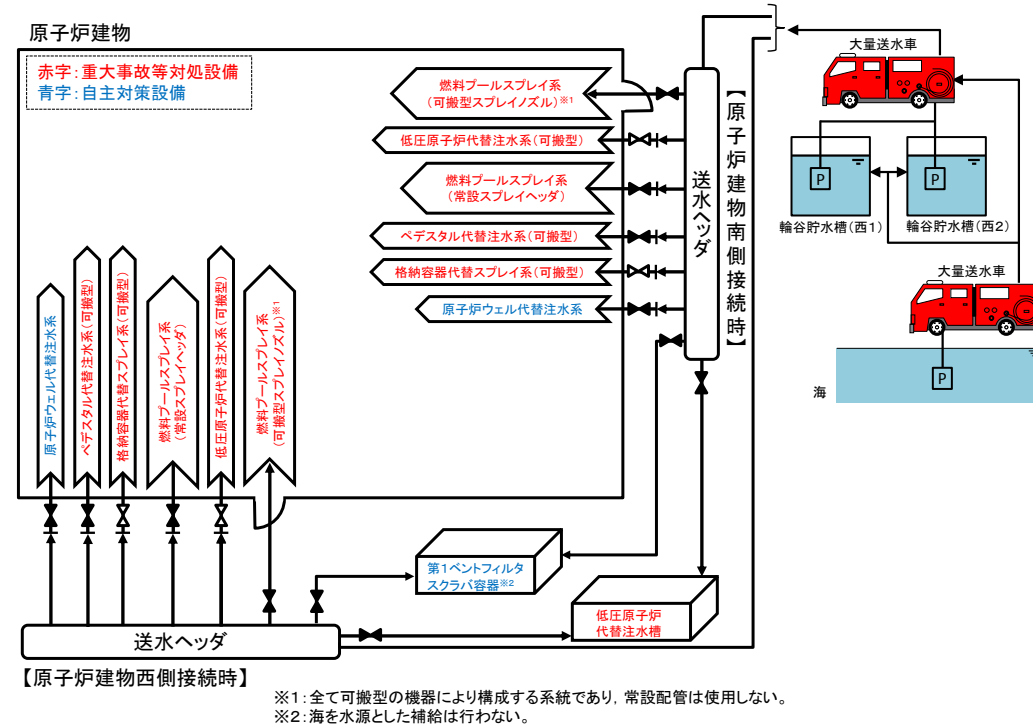 原子炉建物
赤字：重大事故等対処設備
青字：自主対策設備
燃料プールスプレイ系
(可搬型スプレイノズル)※1
低圧原子炉代替注水系(可搬型)
燃料プールスプレイ系
(常設スプレイヘッダ)
ペデスタル代替注水系(可搬型)
格納容器代替スプレイ系(可搬型)
原子炉ウェル代替注水系
送水ヘッダ
【原子炉建物南側接続時】
大量送水車
P
P
輪谷貯水槽(西1)
輪谷貯水槽(西2)
大量送水車
P
海
原子炉ウェル代替注水系
ペデスタル代替注水系(可搬型)
格納容器代替スプレイ系(可搬型)
燃料プールスプレイ系
(常設スプレイヘッダ)
低圧原子炉代替注水系(可搬型)
燃料プールスプレイ系
(可搬型スプレイノズル)※1
第1ベントフィルタ
スクラバ容器※2
低圧原子炉
代替注水槽
送水ヘッダ
【原子炉建物西側接続時】
※1：全て可搬型の機器により構成する系統であり，常設配管は使用しない。
※2：海を水源とした補給は行わない。